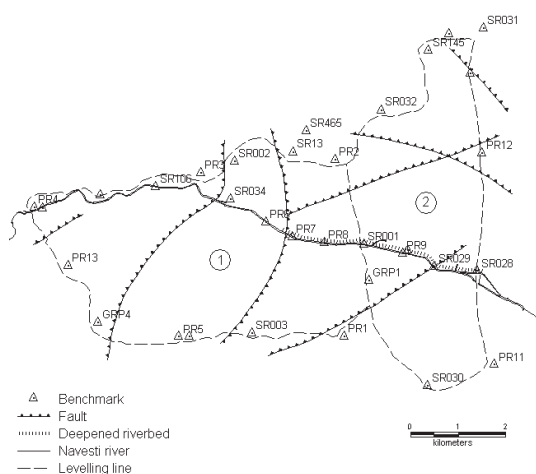 SR031
SR145
SR032
SR465
SR13
PR2
PR12
SR002
PR3
SR106
SR034
PR4
2
PR6
PR7
PR8
SR001
PR9
SR029
SR028
1
PR13
GRP1
GRP4
PR5
SR003
PR1
PR11
SR030
Benchmark
Fault
Deepened riverbed
Navesti river
Levelling line
0 1 2
kilometers